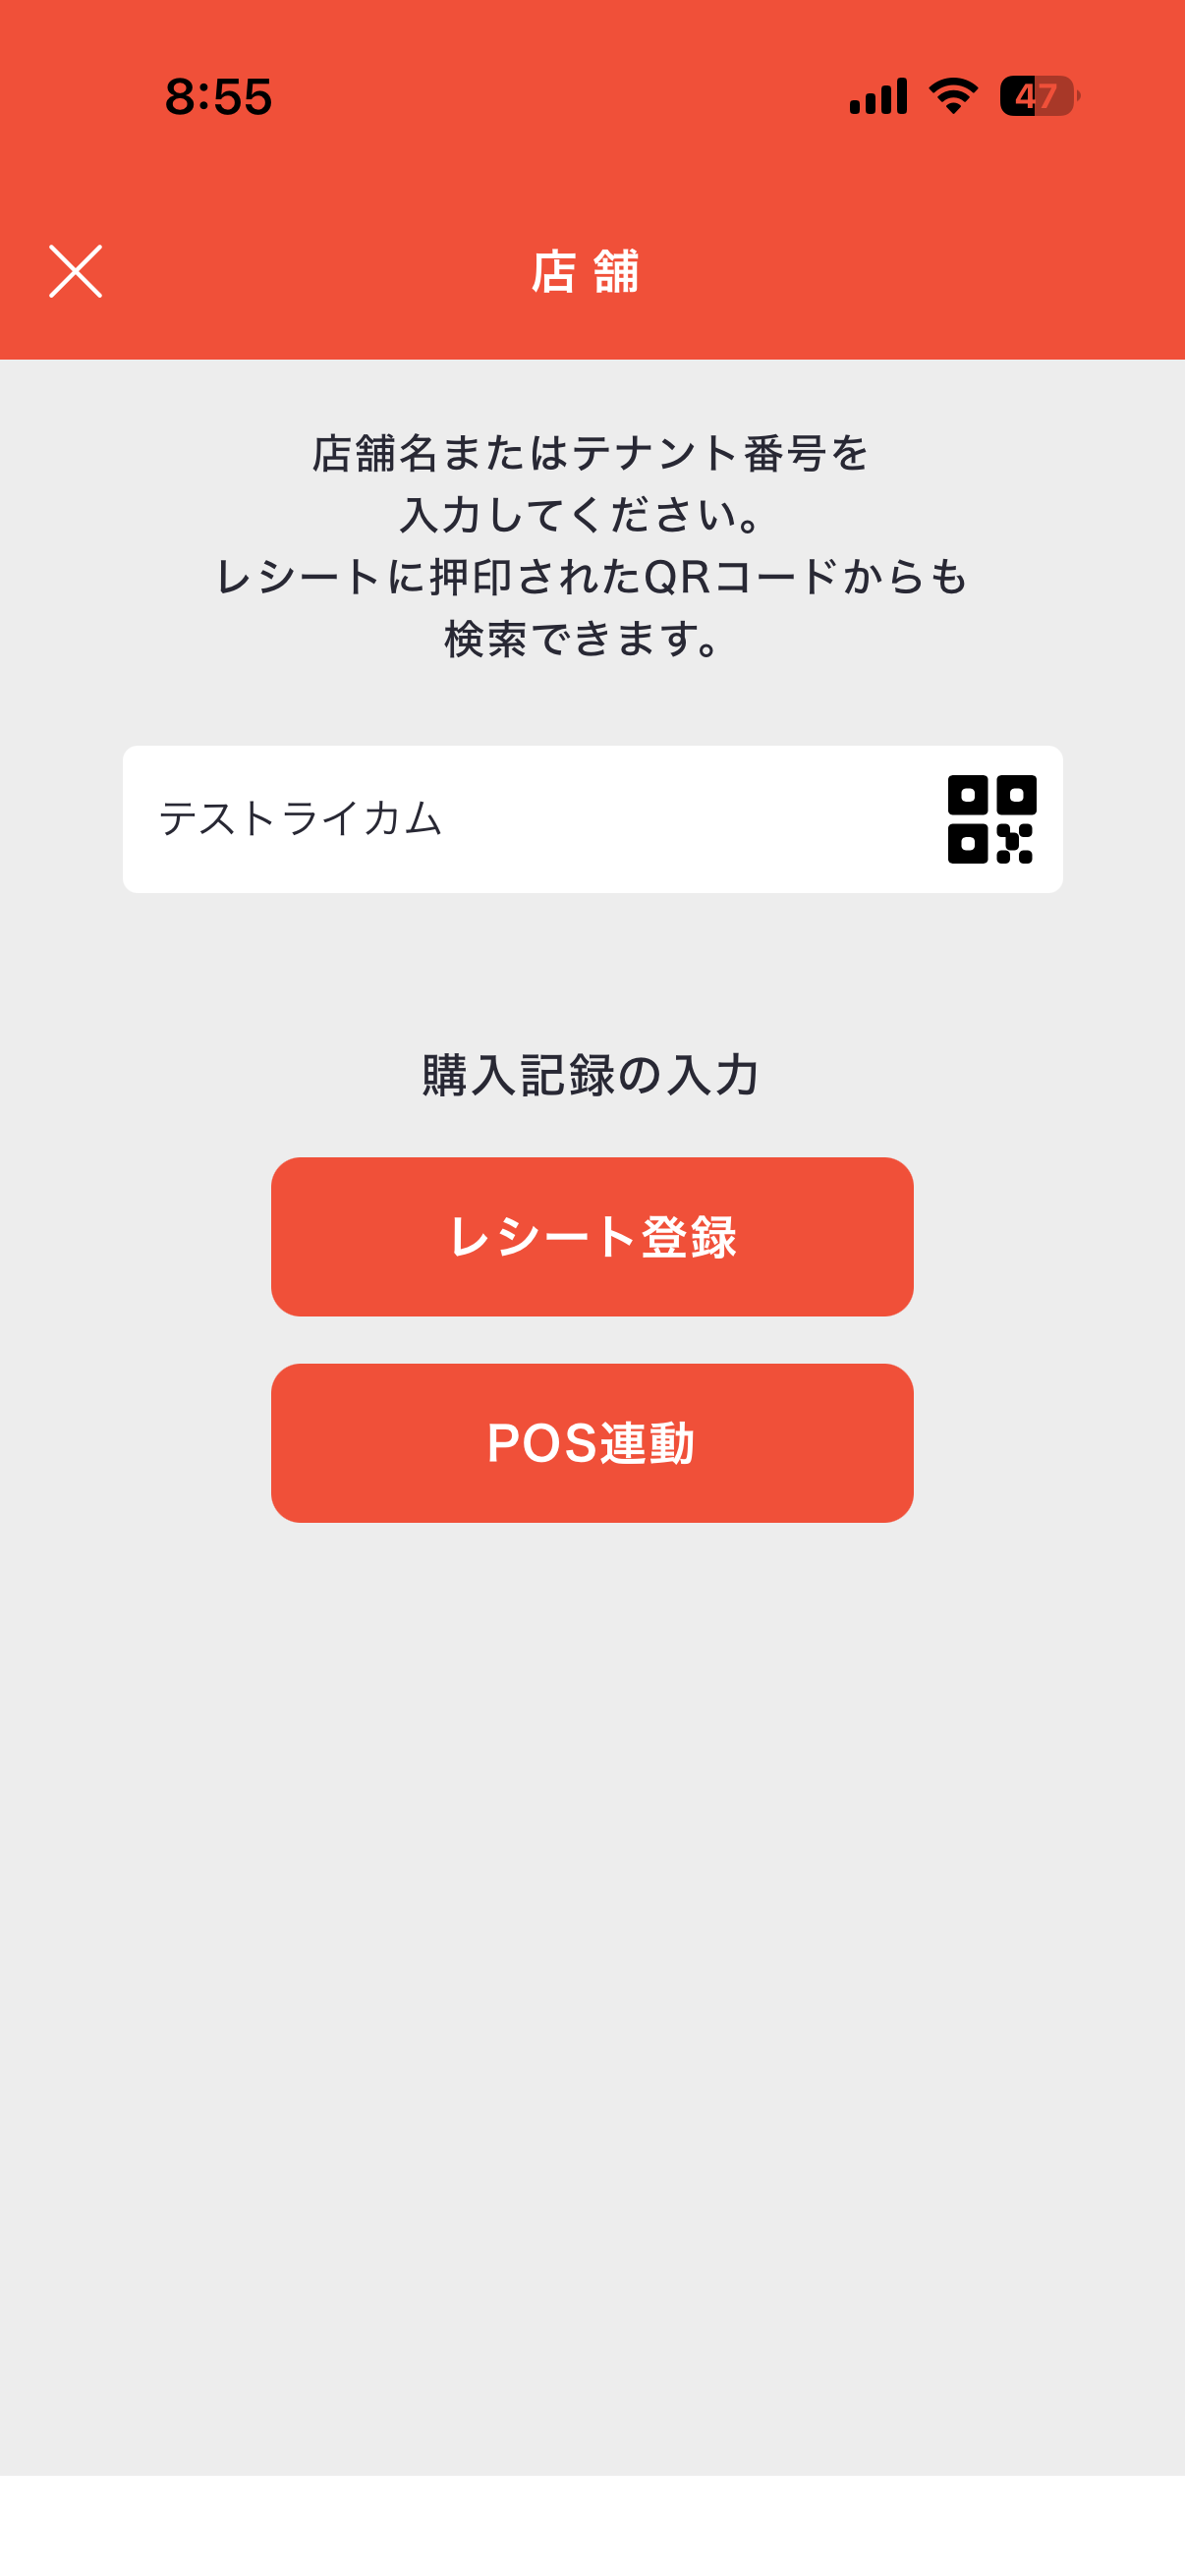 8:55
47
店舗
店舗名またはテナント番号を
入力してください。
レシートに押印されたQRコードからも
検索できます。
テストライカム
購入記録の入力
レシート登録
POS連動